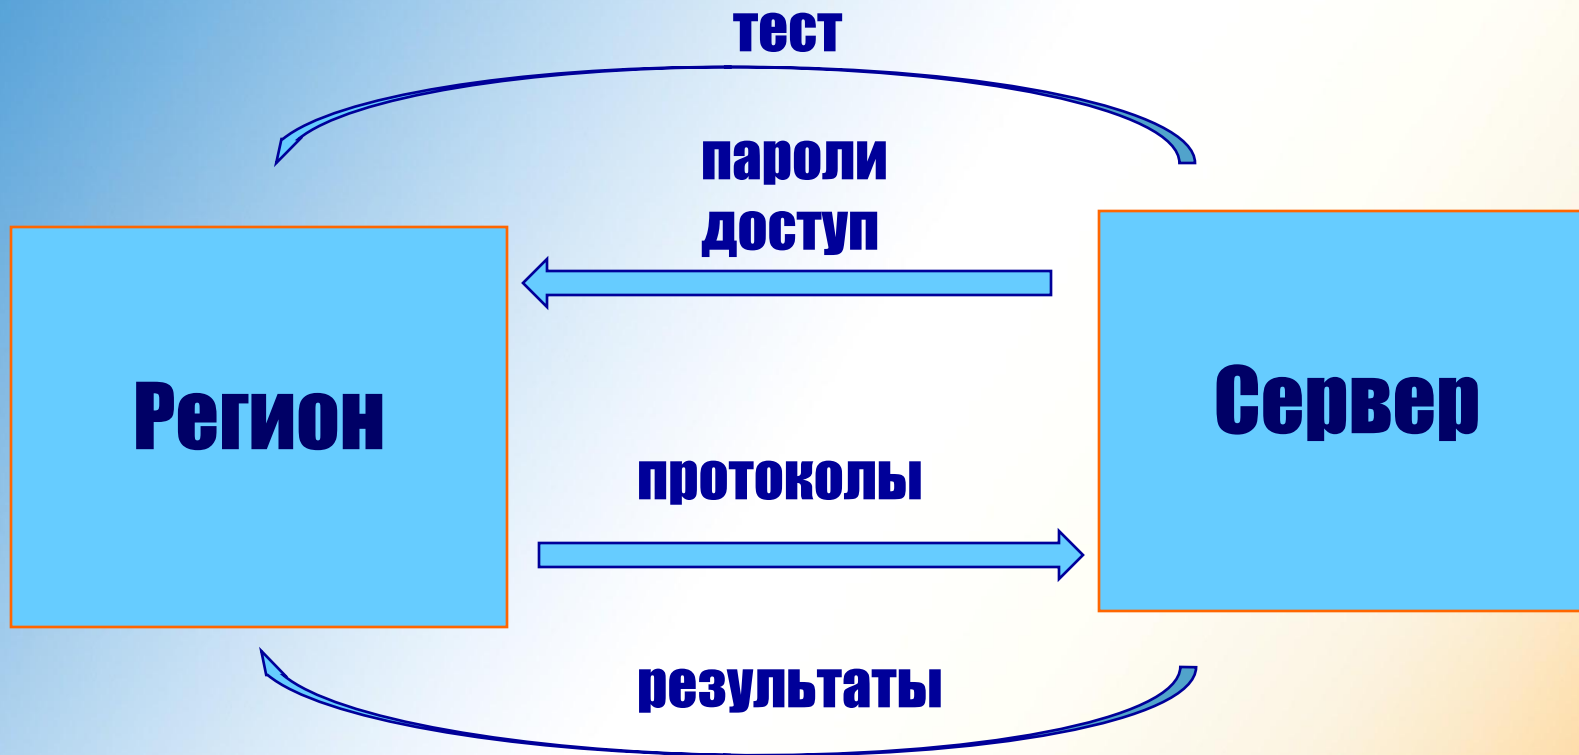 тест
пароли
доступ
Регион
Сервер
протоколы
результаты